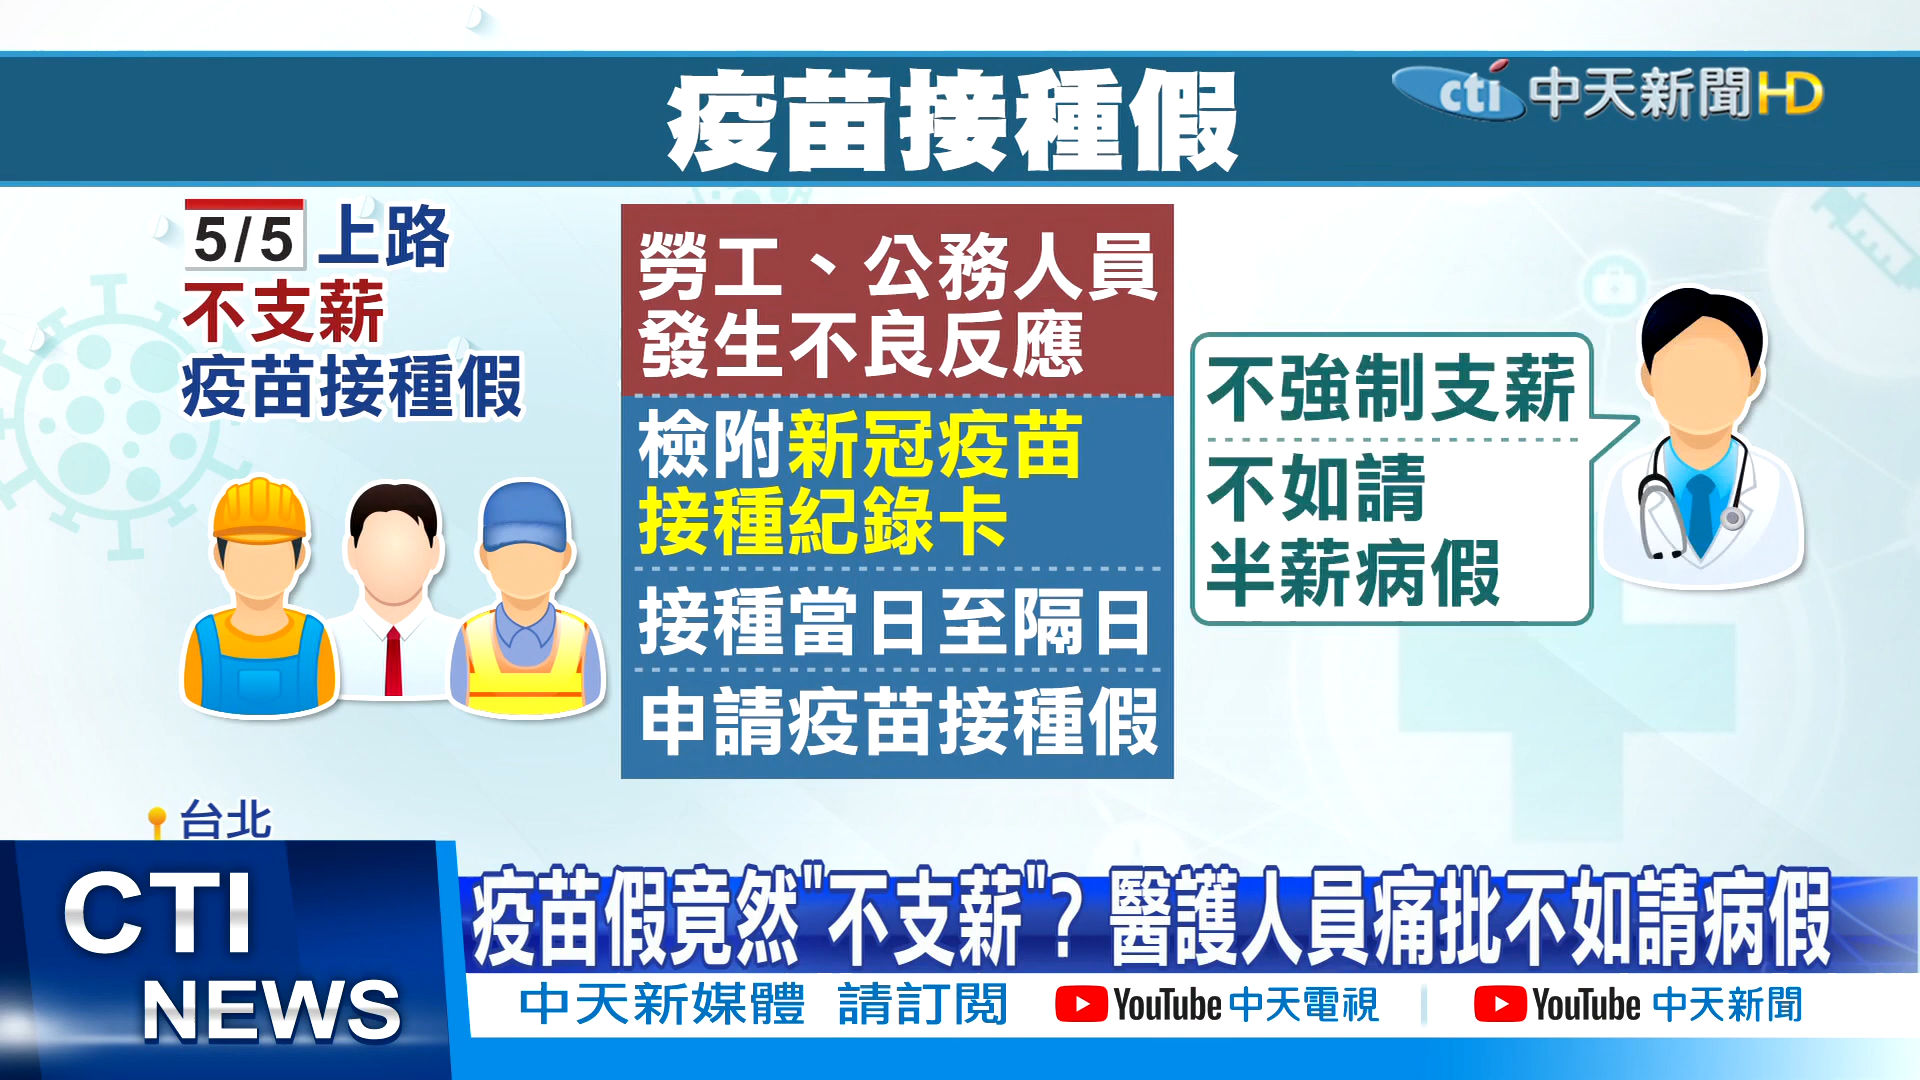 疫苗接種假
cti 中天新聞HD
5/5 上路
不支薪
疫苗接種假
勞工、公務人員
發生不良反應
檢附新冠疫苗
接種紀錄卡
接種當日至隔日
申請疫苗接種假
不強制支薪
不如請
半薪病假
台北
CTI
NEWS
疫苗假竟然"不支薪"? 醫護人員痛批不如請病假
中天新媒體 請訂閱 YouTube 中天電視 | YouTube 中天新聞